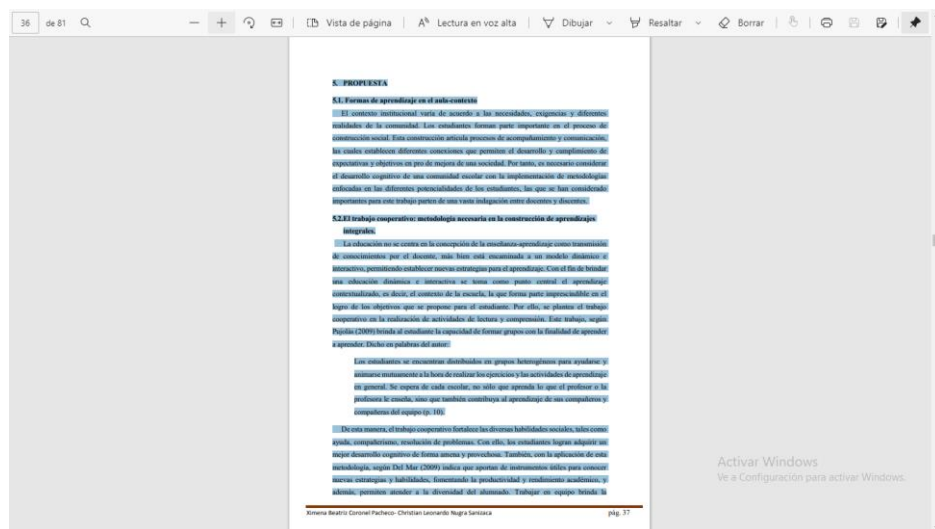 36 de 81 Vista de página Lectura en voz alta Dibujar Resaltar Borrar
5. PROPUESTA
5.1. Formas de aprendizaje en el aula-contexto
El contexto institucional varía de acuerdo a las necesidades, exigencias y diferentes
realidades de la comunidad. Los estudiantes forman parte importante en el proceso de
construcción social. Esta construcción articula procesos de acompañamiento y comunicación,
las cuales establecen diferentes conexiones que permiten el desarrollo y cumplimiento de
expectativas y objetivos en pro de mejora de una sociedad. Por tanto, es necesario considerar
el desarrollo cognitivo de una comunidad escolar con la implementación de metodologías
enfocadas en las diferentes potencialidades de los estudiantes, las que se han considerado
importantes para este trabajo parten de una vasta indagación entre docentes y discentes.
5.2.El trabajo cooperativo: metodología necesaria en la construcción de aprendizajes
integrales.
La educación no se centra en la concepción de la enseñanza-aprendizaje como transmisión
de conocimientos por el docente, más bien está encaminada a un modelo dinámico e
interactivo, permitiendo establecer nuevas estrategias para el aprendizaje. Con el fin de brindar
una educación dinámica e interactiva se toma como punto central el aprendizaje
contextualizado, es decir, el contexto de la escuela, la que forma parte imprescindible en el
logro de los objetivos que se propone para el estudiante. Por ello, se plantea el trabajo
cooperativo en la realización de actividades de lectura y comprensión. Este trabajo, según
Pujolás (2009) brinda al estudiante la capacidad de formar grupos con la finalidad de aprender
a aprender. Dicho en palabras del autor:
Los estudiantes se encuentran distribuidos en grupos heterogéneos para ayudarse y
animarse mutuamente a la hora de realizar los ejercicios y las actividades de aprendizaje
en general. Se espera de cada escolar, no sólo que aprenda lo que el profesor o la
profesora le enseña, sino que también contribuya al aprendizaje de sus compañeros y
compañeras del equipo (p. 10).
De esta manera, el trabajo cooperativo fortalece las diversas habilidades sociales, tales como
ayuda, compañerismo, resolución de problemas. Con ello, los estudiantes logran adquirir un
mejor desarrollo cognitivo de forma amena y provechosa. También, con la aplicación de esta
metodología, según Del Mar (2009) indica que aportan de instrumentos útiles para conocer
nuevas estrategias y habilidades, fomentando la productividad y rendimiento académico, y
además, permiten atender a la diversidad del alumnado. Trabajar en equipo brinda la
Ximena Beatriz Coronel Pacheco- Christian Leonardo Nugra Sanizaca pág. 37
Activar Windows
Ve a Configuración para activar Windows.